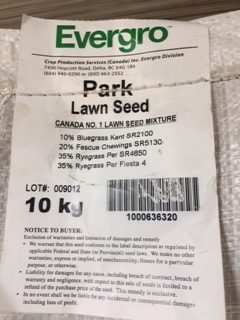 Evergro
Crop Production Services (Canada) Inc. Evergro Division
7430 Hopcott Road, Delta, BC V4G 1B6
(604) 940-0290 or (800) 663-2552
Park
Lawn Seed
CANADA NO. 1 LAWN SEED MIXTURE
10% Bluegrass Kent SR2100
20% Fescue Chewings SR5130
35% Ryegrass Per SR4650
35% Ryegrass Per Fiesta 4
LOT#: 009012
10 kg
1000636320
NOTICE TO BUYER:
Exclusion of warranties and limitation of damages and remedy
• We warrant that this seed conforms to the label description as regulated by
applicable Federal and State (or Provincial) seed laws. We make no other
warranties, express or implied, of merchantability, fitness for a particular
purpose, or otherwise.
• Liability for damages for any cause, including breach of contract, breach of
warranty and negligence, with respect to this sale of seeds is limited to a
refund of the purchase price of the seed. This remedy is exclusive.
• In no event shall we be liable for any incidental or consequential damages
including loss of profit.